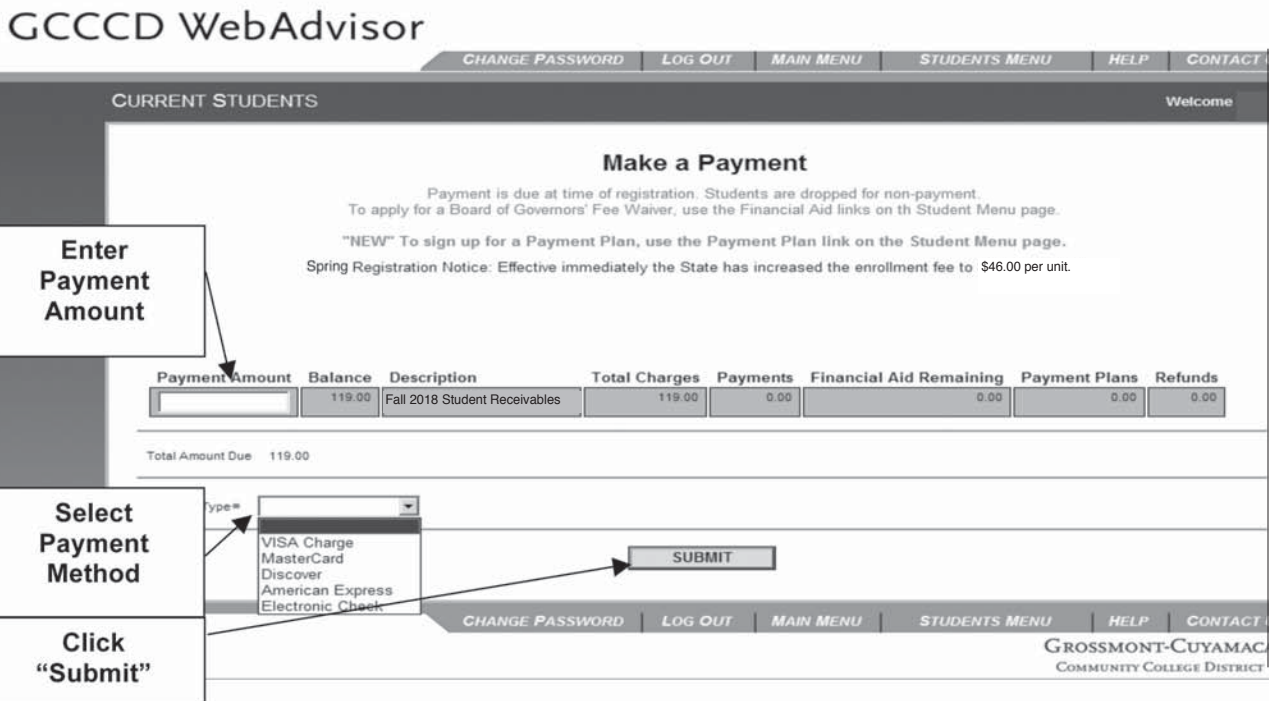 GCCCD WebAdvisor
CHANGE PASSWORD LOG OUT MAIN MENU STUDENTS MENU HELP CONTACT
CURRENT STUDENTS Welcome
Make a Payment
Payment is due at time of registration. Students are dropped for non-payment.
To apply for a Board of Governors' Fee Waiver, use the Financial Aid links on th Student Menu page.
"NEW" To sign up for a Payment Plan, use the Payment Plan link on the Student Menu page.
Spring Registration Notice: Effective immediately the State has increased the enrollment fee to $46.00 per unit.
Enter
Payment
Amount
Payment Amount Balance Description Total Charges Payments Financial Aid Remaining Payment Plans Refunds
119.00 Fall 2018 Student Receivables 119.00 0.00 0.00 0.00 0.00
Total Amount Due 119.00
Select
Payment
Method
Type=
VISA Charge
MasterCard
Discover
American Express
Electronic Check
SUBMIT
Click
“Submit”
CHANGE PASSWORD LOG OUT MAIN MENU STUDENTS MENU HELP CONTACT
GROSSMONT-CUYAMACA
COMMUNITY COLLEGE DISTRICT